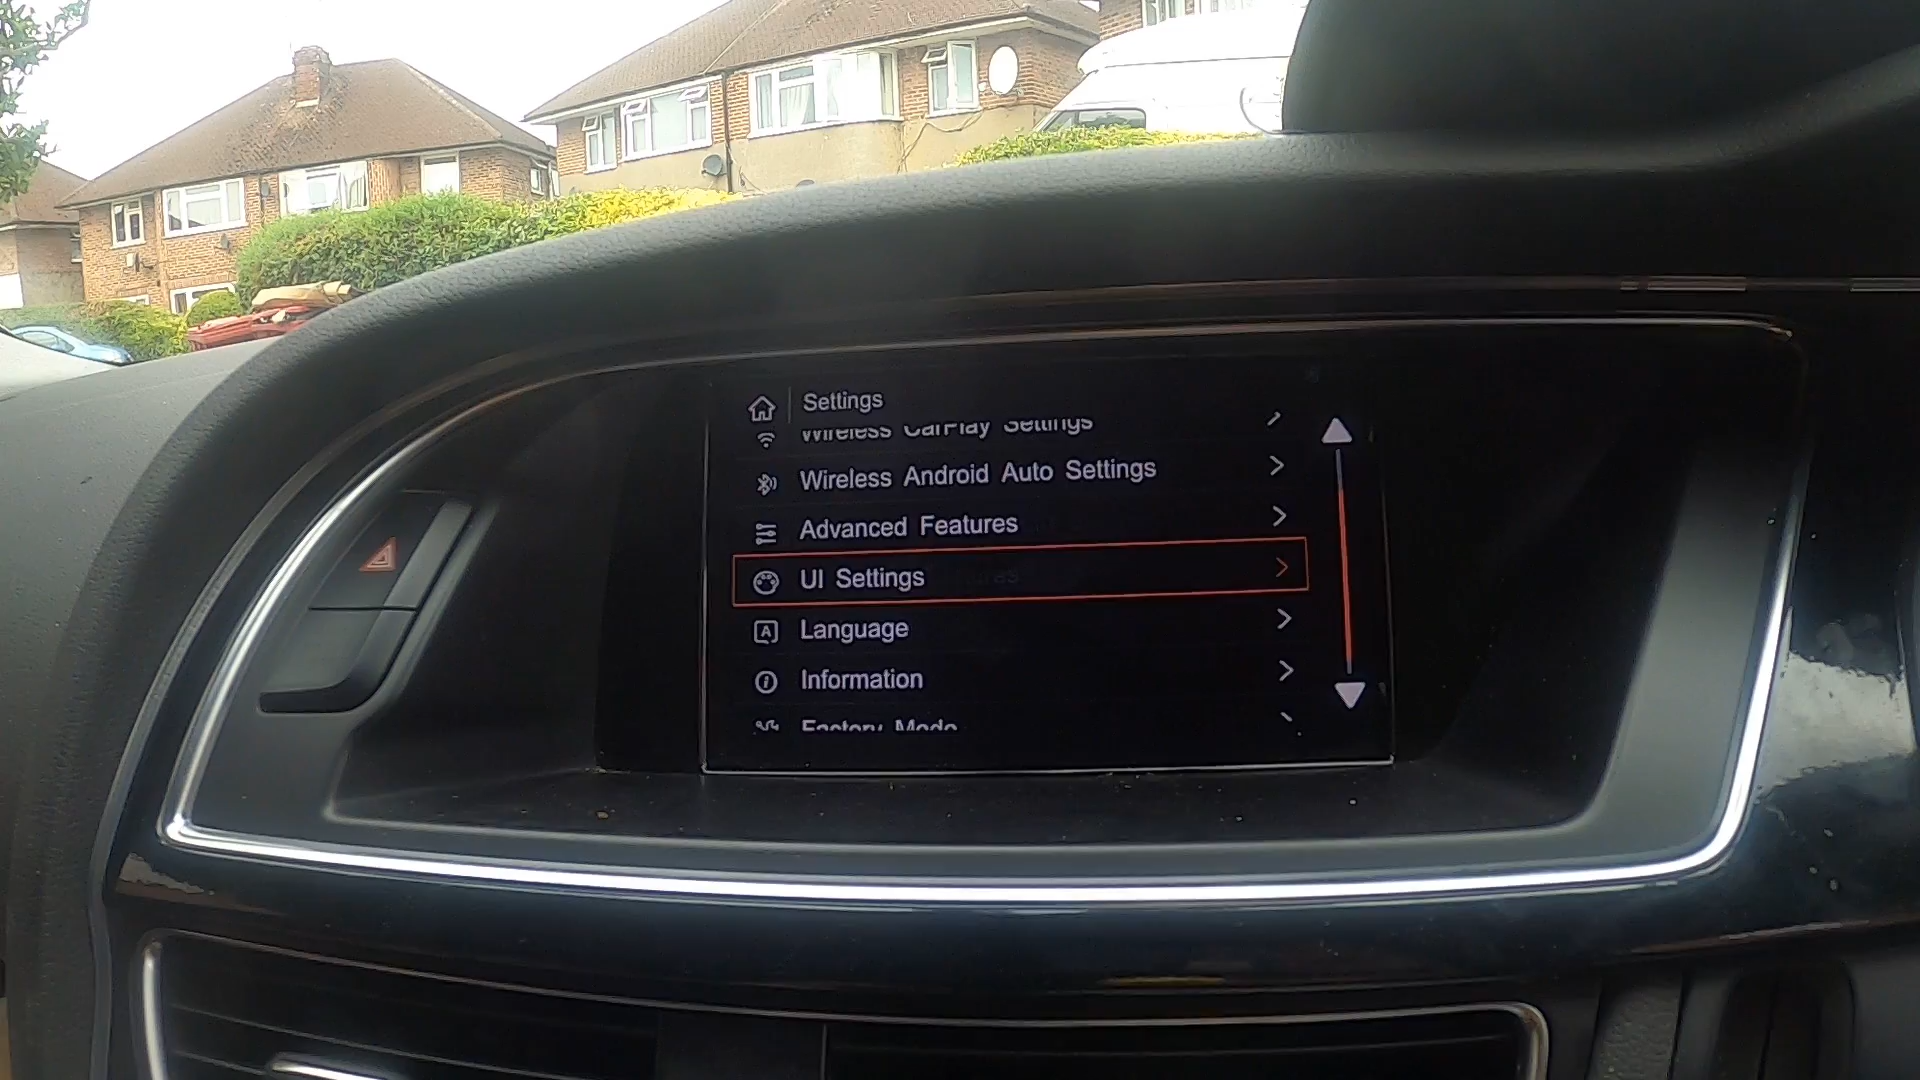 Settings
Wireless CarPlay Settings
Wireless Android Auto Settings
Advanced Features
UI Settings
Language
Information
Factory Mode